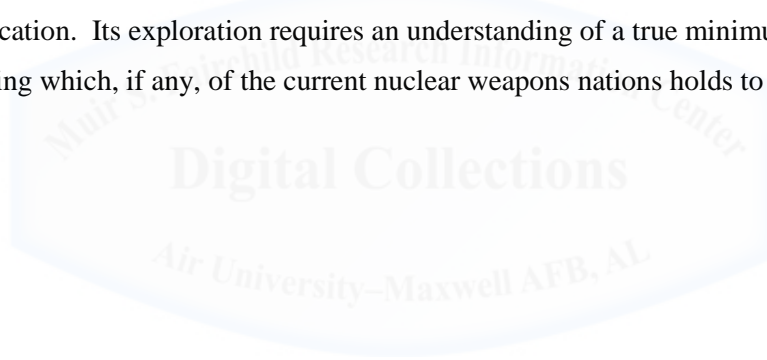 cation.  Its exploration requires an understanding of a true minimu
ing which, if any, of the current nuclear weapons nations holds to
Muir S. Fairchild Research Information Center
Digital Collections
Air University–Maxwell AFB, AL